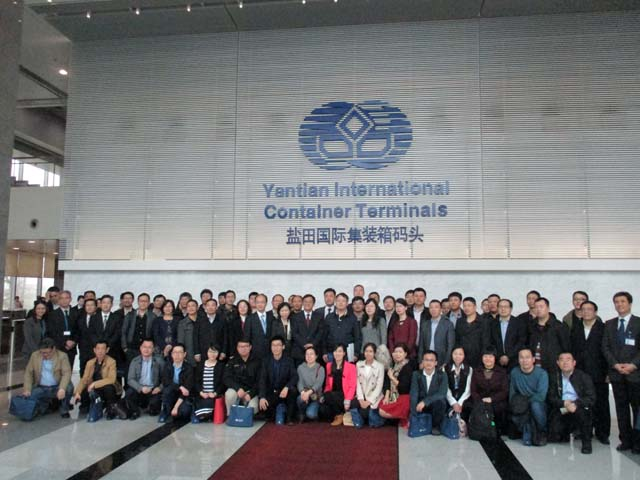 Yantian International
Container Terminals
盐田国际集装箱码头